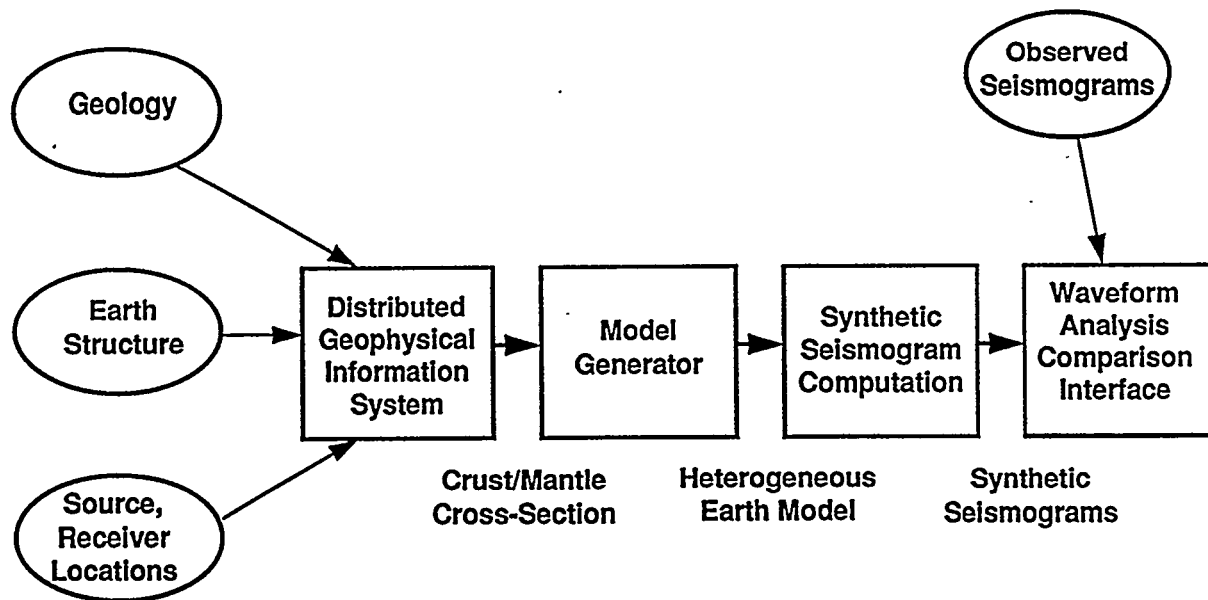 Geology
Observed
Seismograms
Earth
Structure
Distributed
Geophysical
Information
System
Model
Generator
Synthetic
Seismogram
Computation
Waveform
Analysis
Comparison
Interface
Source,
Receiver
Locations
Crust/Mantle
Cross-Section
Heterogeneous
Earth Model
Synthetic
Seismograms